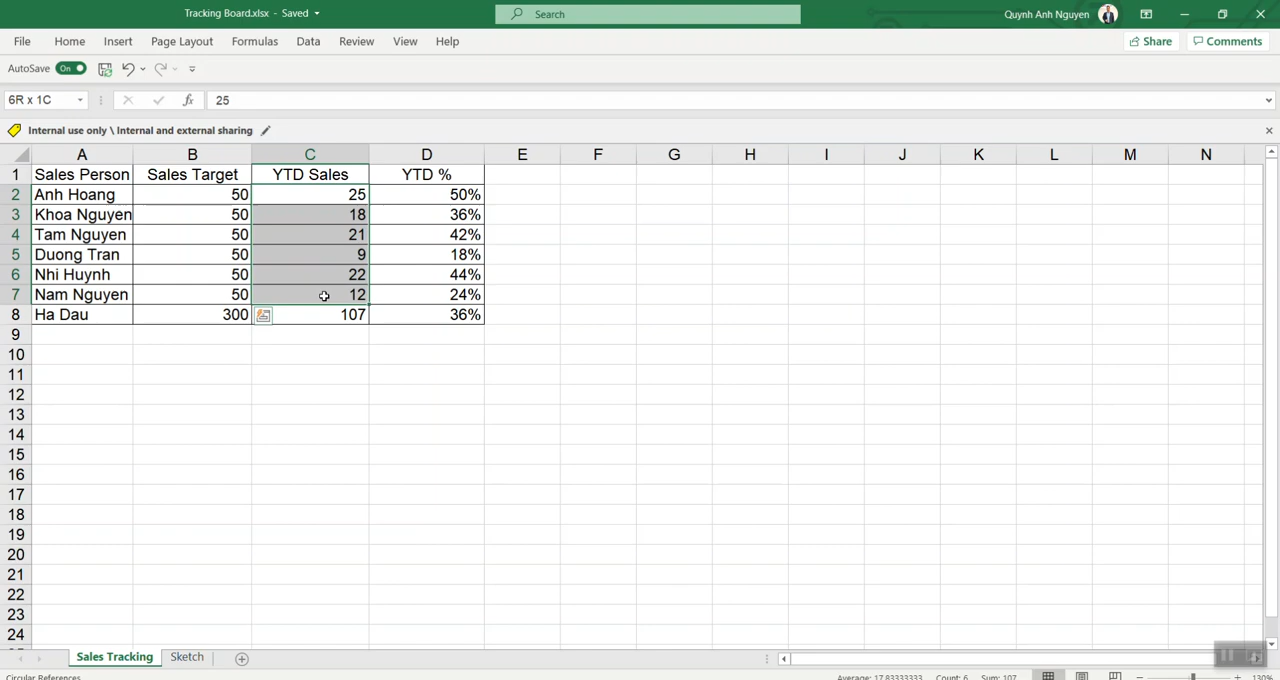 Tracking Board.xlsx - Saved
Search
Quynh Anh Nguyen
File Home Insert Page Layout Formulas Data Review View Help
Share Comments
AutoSave On
6R x 1C fx 25
Internal use only \ Internal and external sharing
A B C D E F G H I J K L M N
1 Sales Person Sales Target YTD Sales YTD %
2 Anh Hoang 50 25 50%
3 Khoa Nguyen 50 18 36%
4 Tam Nguyen 50 21 42%
5 Duong Tran 50 9 18%
6 Nhi Huynh 50 22 44%
7 Nam Nguyen 50 12 24%
8 Ha Dau 300 107 36%
9
10
11
12
13
14
15
16
17
18
19
20
21
22
23
24
Sales Tracking Sketch
Circular References Average: 17.83333333 Count: 6 Sum: 107 130%